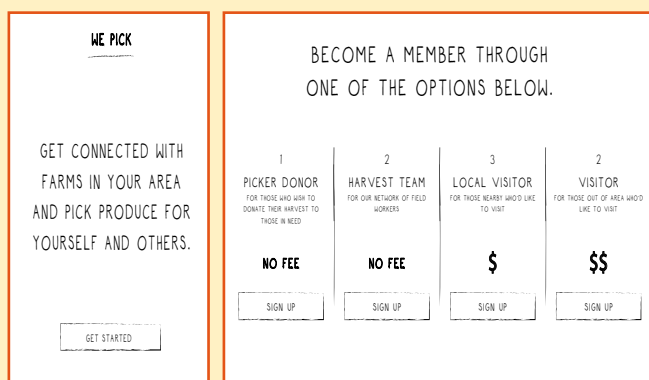 WE PICK
GET CONNECTED WITH
FARMS IN YOUR AREA
AND PICK PRODUCE FOR
YOURSELF AND OTHERS.
GET STARTED
BECOME A MEMBER THROUGH
ONE OF THE OPTIONS BELOW.
1
PICKER DONOR
FOR THOSE WHO WISH TO
DONATE THEIR HARVEST TO
THOSE IN NEED
NO FEE
SIGN UP
2
HARVEST TEAM
FOR OUR NETWORK OF FIELD
WORKERS
NO FEE
SIGN UP
3
LOCAL VISITOR
FOR THOSE NEARBY WHO'D LIKE
TO VISIT
$
SIGN UP
2
VISITOR
FOR THOSE OUT OF AREA WHO'D
LIKE TO VISIT
$$
SIGN UP